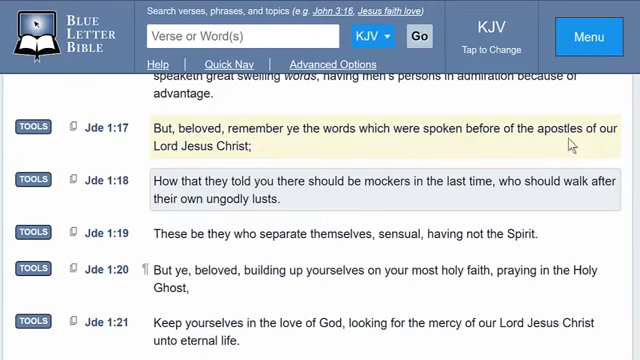 BLUE
LETTER
BIBLE
Search verses, phrases, and topics (e.g. John 3:16, Jesus faith love)
Verse or Word(s)
KJV
Go
Help
Quick Nav
Advanced Options
KJV
Tap to Change
Menu
speaketh great swelling words, having men's persons in admiration because of
advantage.
TOOLS Jde 1:17 But, beloved, remember ye the words which were spoken before of the apostles of our
Lord Jesus Christ;
TOOLS Jde 1:18 How that they told you there should be mockers in the last time, who should walk after
their own ungodly lusts.
TOOLS Jde 1:19 These be they who separate themselves, sensual, having not the Spirit.
TOOLS Jde 1:20 ¶ But ye, beloved, building up yourselves on your most holy faith, praying in the Holy
Ghost,
TOOLS Jde 1:21 Keep yourselves in the love of God, looking for the mercy of our Lord Jesus Christ
unto eternal life.